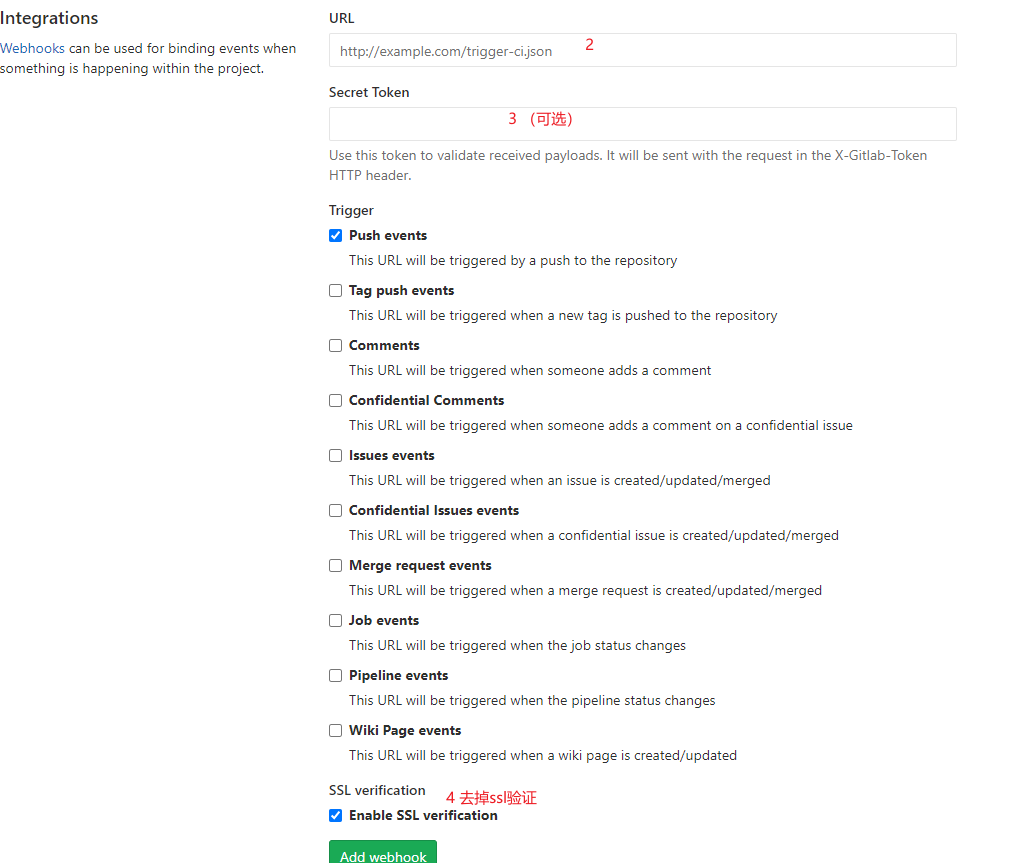 Integrations
Webhooks can be used for binding events when
something is happening within the project.
URL
http://example.com/trigger-ci.json 2
Secret Token
3 （可选）
Use this token to validate received payloads. It will be sent with the request in the X-Gitlab-Token
HTTP header.
Trigger
Push events
This URL will be triggered by a push to the repository
Tag push events
This URL will be triggered when a new tag is pushed to the repository
Comments
This URL will be triggered when someone adds a comment
Confidential Comments
This URL will be triggered when someone adds a comment on a confidential issue
Issues events
This URL will be triggered when an issue is created/updated/merged
Confidential Issues events
This URL will be triggered when a confidential issue is created/updated/merged
Merge request events
This URL will be triggered when a merge request is created/updated/merged
Job events
This URL will be triggered when the job status changes
Pipeline events
This URL will be triggered when the pipeline status changes
Wiki Page events
This URL will be triggered when a wiki page is created/updated
SSL verification 4 去掉ssl验证
Enable SSL verification
Add webhook